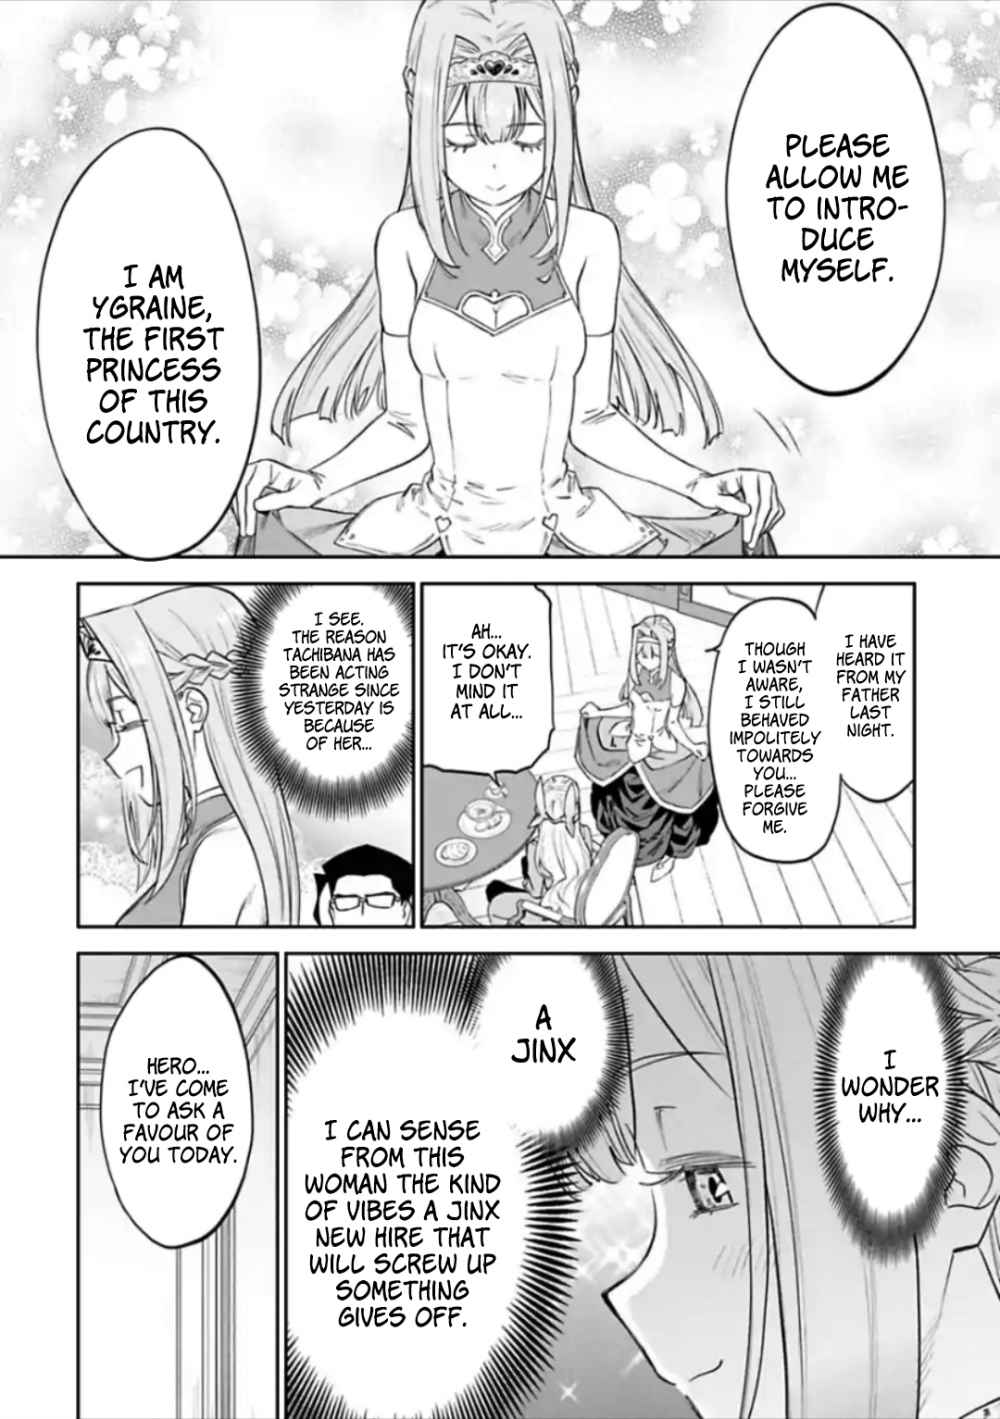 PLEASE
ALLOW ME
TO INTRO-
DUCE
MYSELF.
I AM
YGRAINE,
THE FIRST
PRINCESS
OF THIS
COUNTRY.
I HAVE
HEARD IT
FROM MY
FATHER
LAST
NIGHT.
THOUGH
I WASN'T
AWARE,
I STILL
BEHAVED
IMPOLITELY
TOWARDS
YOU...
PLEASE
FORGIVE
ME.
AH...
IT'S OKAY.
I DON'T
MIND IT
AT ALL...
I SEE.
THE REASON
TACHIBANA HAS
BEEN ACTING
STRANGE SINCE
YESTERDAY IS
BECAUSE
OF HER...
I
WONDER
WHY...
A
JINX
I CAN SENSE
FROM THIS
WOMAN THE KIND
OF VIBES A JINX
NEW HIRE THAT
WILL SCREW UP
SOMETHING
GIVES OFF.
HERO...
I'VE COME
TO ASK A
FAVOUR OF
YOU TODAY.